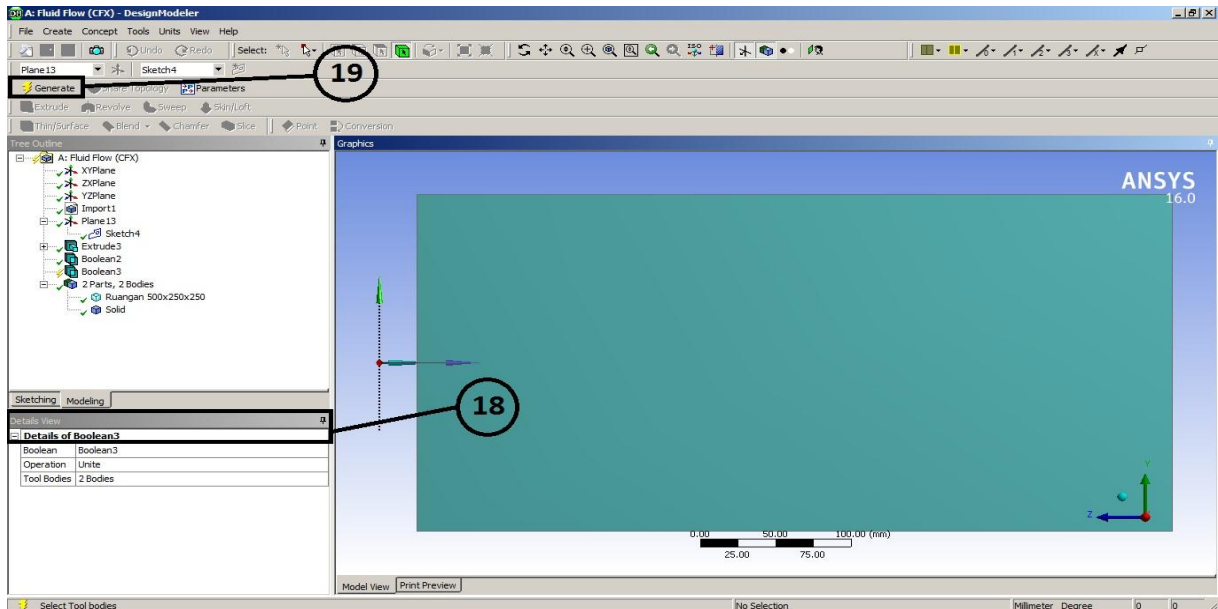 A: Fluid Flow (CFX) - DesignModeler
File Create Concept Tools Units View Help
Undo Redo Select:
Plane13 Sketch4
19
Generate Share Topology Parameters
Extrude Revolve Sweep Skin/Loft
Thin/Surface Blend Chamfer Slice Point Conversion
Tree Outline
A: Fluid Flow (CFX)
XYPlane
ZXPlane
YZPlane
Import1
Plane13
Sketch4
Extrude3
Boolean2
Boolean3
2 Parts, 2 Bodies
Ruangan 500x250x250
Solid
Sketching Modeling
Details View
Details of Boolean3
Boolean Boolean3
Operation Unite
Tool Bodies 2 Bodies
18
Graphics
ANSYS
16.0
Y
Z
0.00 50.00 100.00 (mm)
25.00 75.00
Model View Print Preview
Select Tool bodies No Selection Millimeter Degree 0 0